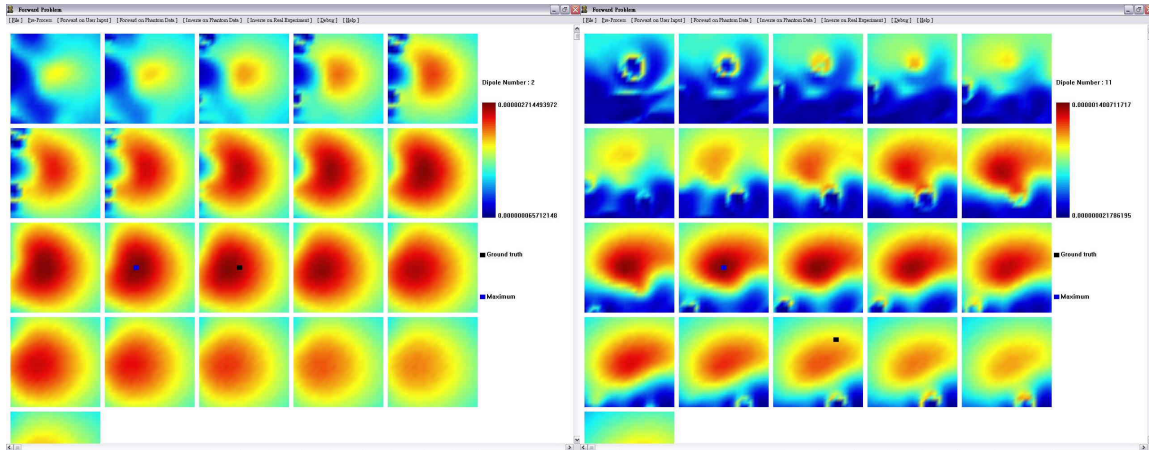 Forward Problem
[File] Pre-Process [Forward on User Input] [Forward on Phantom Data] [Inverse on Phantom Data] [Inverse on Real Experiment] [Debug] [Help]
Dipole Number : 2
0.000002714493972
0.000000065712148
Ground truth
Maximum
Forward Problem
[File] Pre-Process [Forward on User Input] [Forward on Phantom Data] [Inverse on Phantom Data] [Inverse on Real Experiment] [Debug] [Help]
Dipole Number : 11
0.000001408711717
0.000000021786195
Ground truth
Maximum